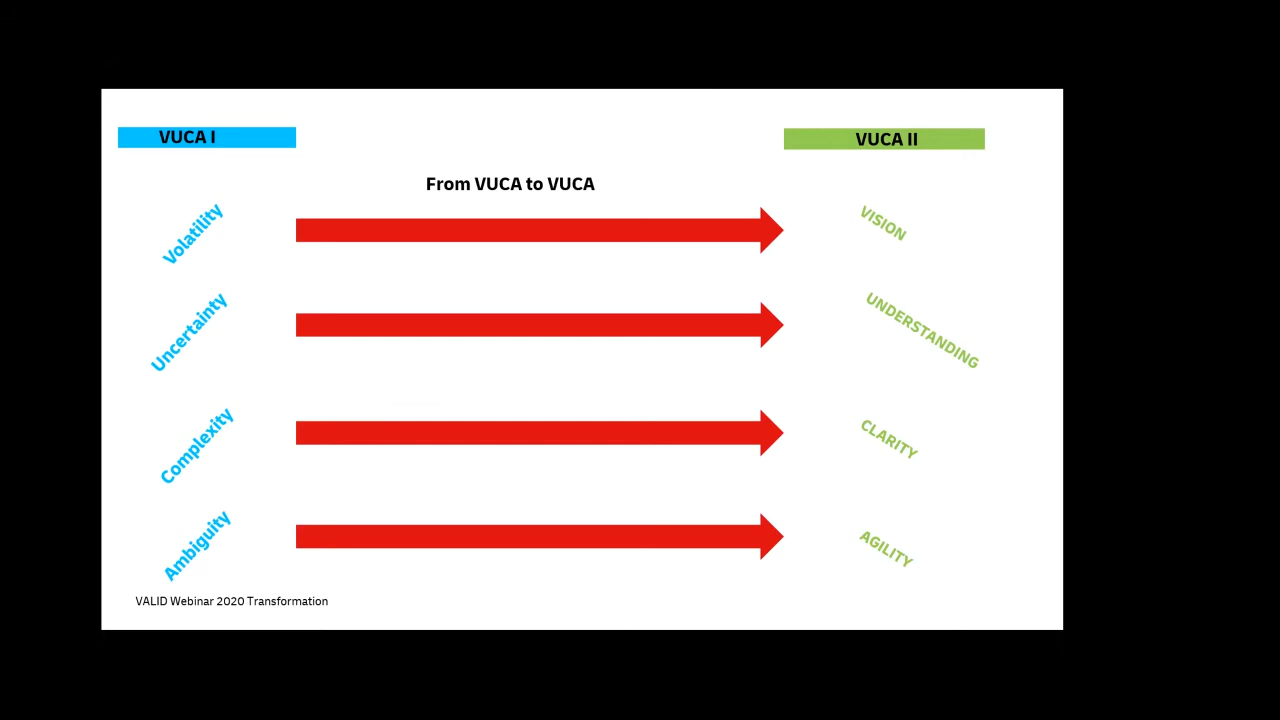 VUCA I
VUCA II
From VUCA to VUCA
Volatility
VISION
Uncertainty
UNDERSTANDING
Complexity
CLARITY
Ambiguity
AGILITY
VALID Webinar 2020 Transformation